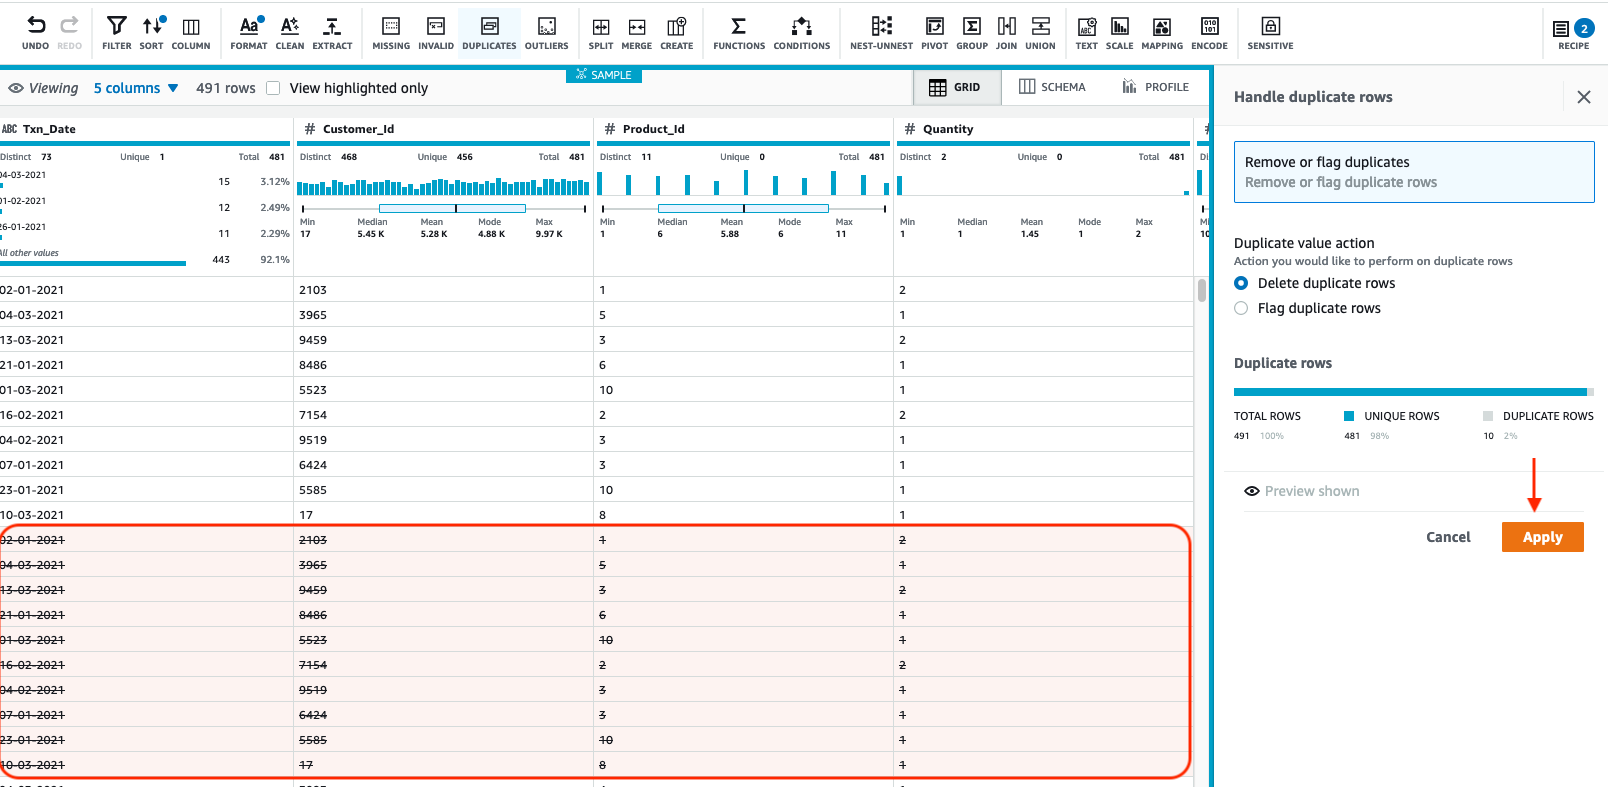 UNDO REDO FILTER SORT COLUMN FORMAT CLEAN EXTRACT MISSING INVALID DUPLICATES OUTLIERS SPLIT MERGE CREATE FUNCTIONS CONDITIONS NEST-UNNEST PIVOT GROUP JOIN UNION TEXT SCALE MAPPING ENCODE SENSITIVE RECIPE 2
SAMPLE
Viewing 5 columns 491 rows View highlighted only GRID SCHEMA PROFILE
ABC Txn_Date # Customer_Id # Product_Id # Quantity #
Distinct 73 Unique 1 Total 481 Distinct 468 Unique 456 Total 481 Distinct 11 Unique 0 Total 481 Distinct 2 Unique 0 Total 481 Di
04-03-2021 15 3.12%
01-02-2021 12 2.49%
26-01-2021 11 2.29%
All other values 443 92.1%
Min Median Mean Mode Max Min Median Mean Mode Max Min Median Mean Mode Max Min
17 5.45 K 5.28 K 4.88 K 9.97 K 1 6 5.88 6 11 1 1 1.45 1 2 10
02-01-2021 2103 1 2
04-03-2021 3965 5 1
13-03-2021 9459 3 2
21-01-2021 8486 6 1
01-03-2021 5523 10 1
16-02-2021 7154 2 2
04-02-2021 9519 3 1
07-01-2021 6424 3 1
23-01-2021 5585 10 1
10-03-2021 17 8 1
02-01-2021 2103 1 2
04-03-2021 3965 5 1
13-03-2021 9459 3 2
21-01-2021 8486 6 1
01-03-2021 5523 10 1
16-02-2021 7154 2 2
04-02-2021 9519 3 1
07-01-2021 6424 3 1
23-01-2021 5585 10 1
10-03-2021 17 8 1
Handle duplicate rows
Remove or flag duplicates
Remove or flag duplicate rows
Duplicate value action
Action you would like to perform on duplicate rows
Delete duplicate rows
Flag duplicate rows
Duplicate rows
TOTAL ROWS UNIQUE ROWS DUPLICATE ROWS
491 100% 481 98% 10 2%
Preview shown
Cancel Apply